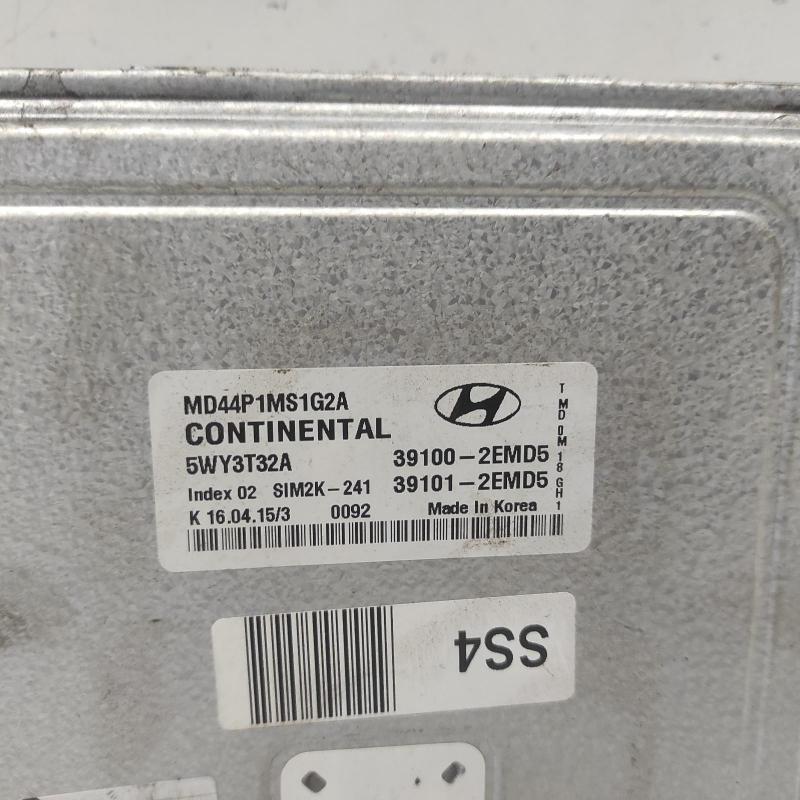 MD44P1MS1G2A
CONTINENTAL
5WY3T32A 39100-2EMD5
Index 02 SIM2K-241 39101-2EMD5
K 16.04.15/3 0092 Made In Korea
T MD 0M 18 GH 1
SS4